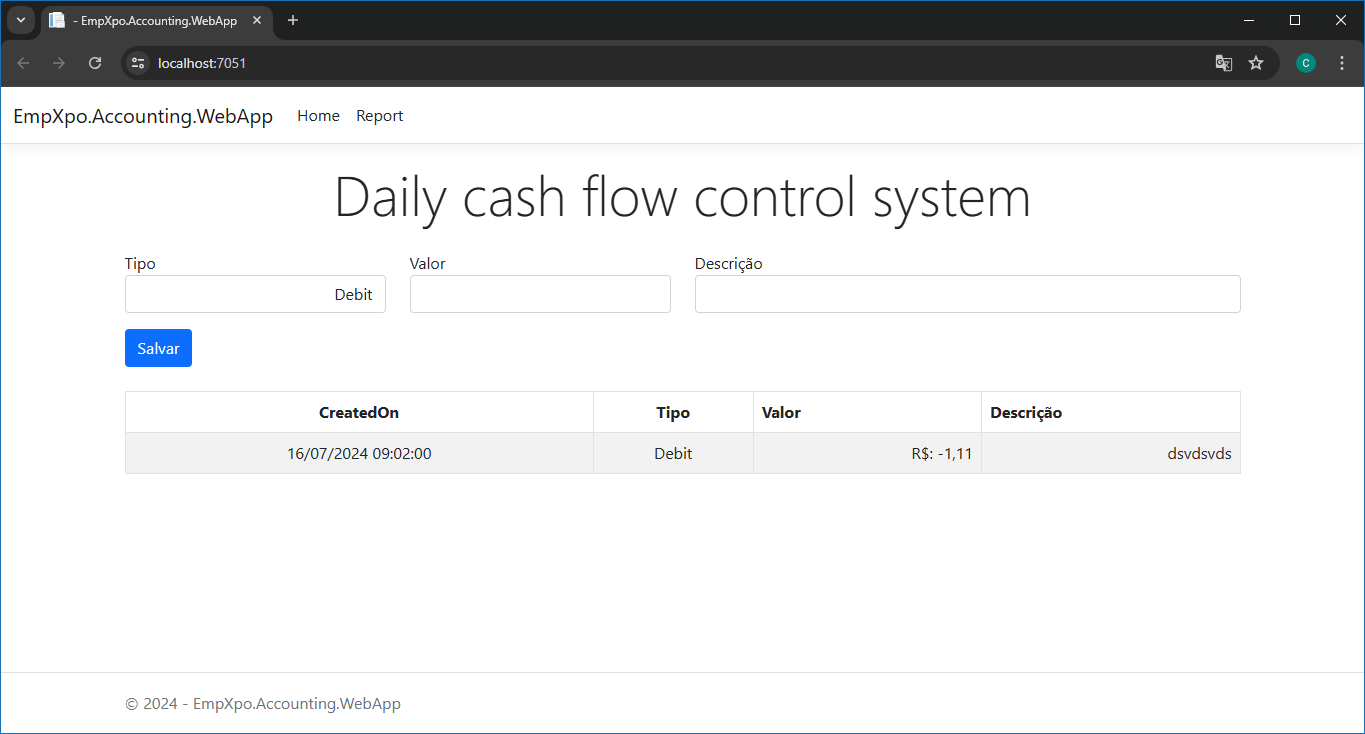 - EmpXpo.Accounting.WebApp
localhost:7051
C
EmpXpo.Accounting.WebApp Home Report
Daily cash flow control system
Tipo Valor Descrição
Debit
Salvar
CreatedOn Tipo Valor Descrição
16/07/2024 09:02:00 Debit R$: -1,11 dsvdsvds
© 2024 - EmpXpo.Accounting.WebApp